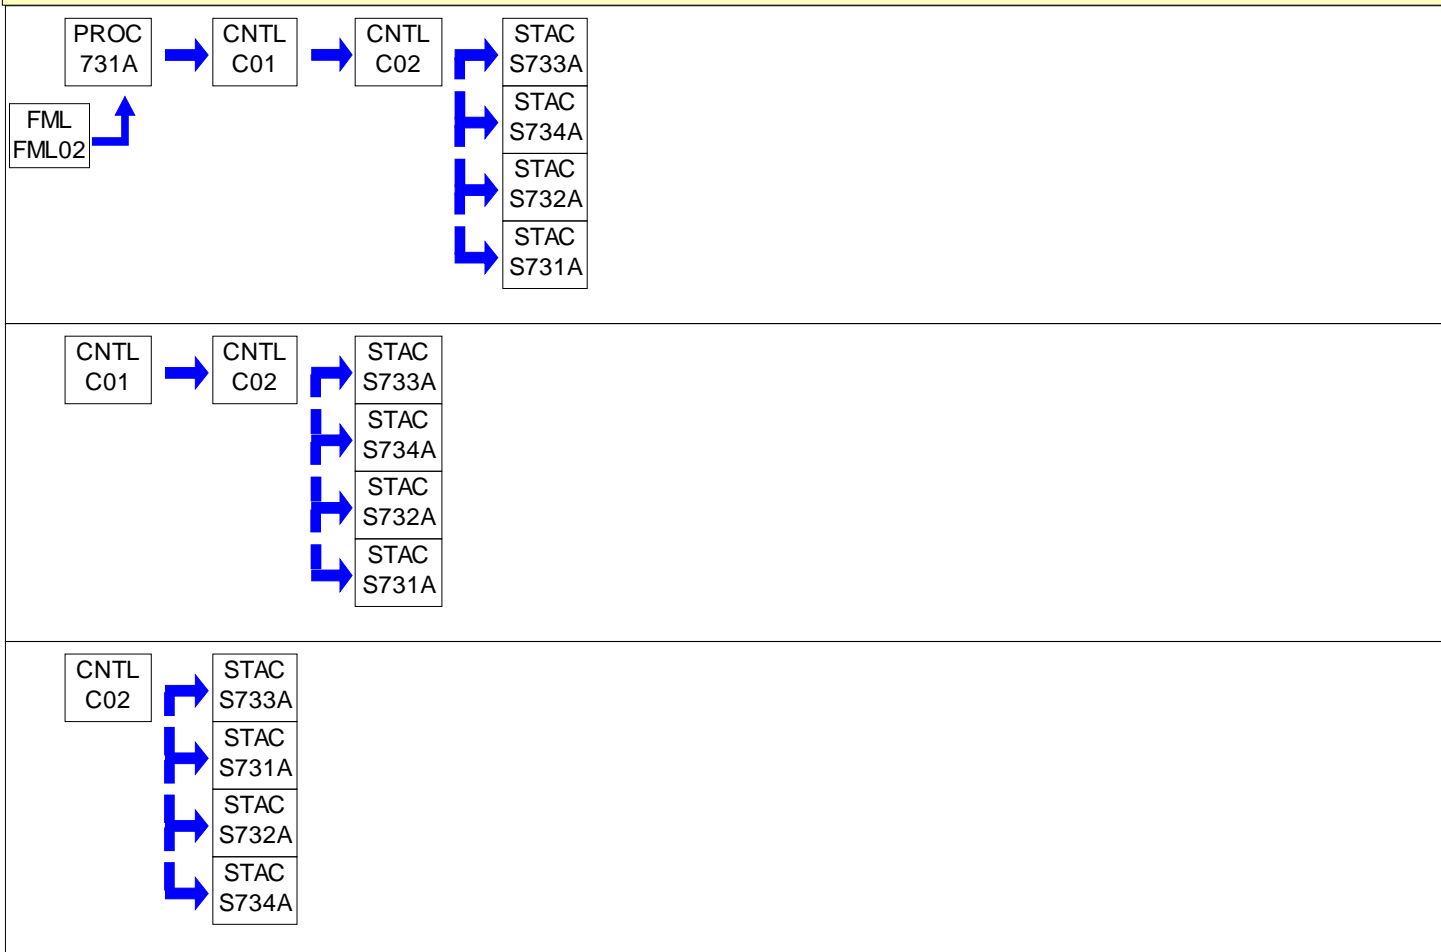 PROC
731A
CNTL
C01
CNTL
C02
STAC
S733A
STAC
S734A
STAC
S732A
STAC
S731A
FML
FML02
CNTL
C01
CNTL
C02
STAC
S733A
STAC
S734A
STAC
S732A
STAC
S731A
CNTL
C02
STAC
S733A
STAC
S731A
STAC
S732A
STAC
S734A